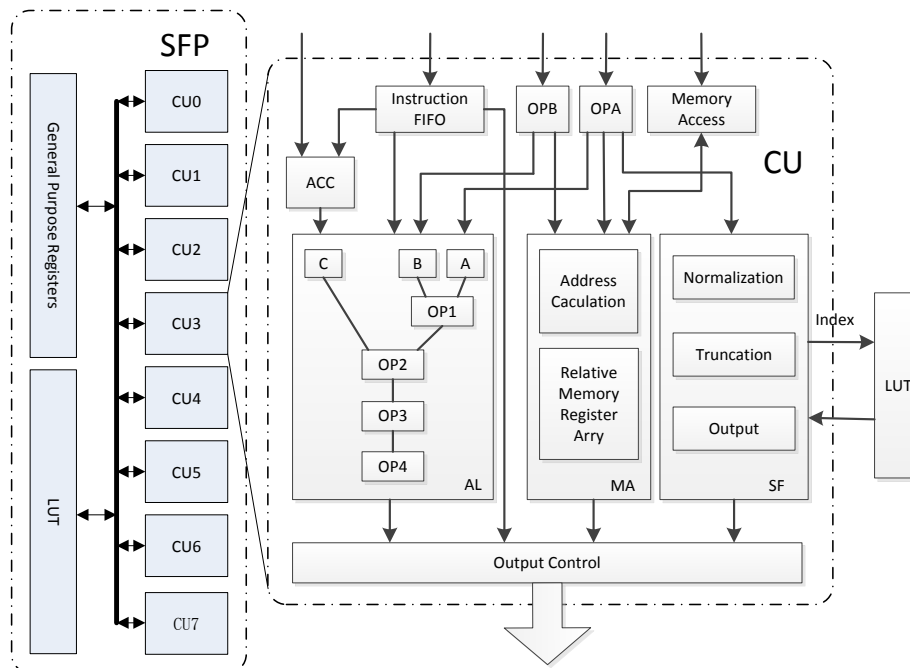 SFP
General Purpose Registers
LUT
CU0
CU1
CU2
CU3
CU4
CU5
CU6
CU7
CU
Instruction
FIFO
OPB
OPA
Memory
Access
ACC
C
B
A
OP1
OP2
OP3
OP4
AL
Address
Caculation
Relative
Memory
Register
Arry
MA
Normalization
Truncation
Output
SF
Index
LUT
Output Control